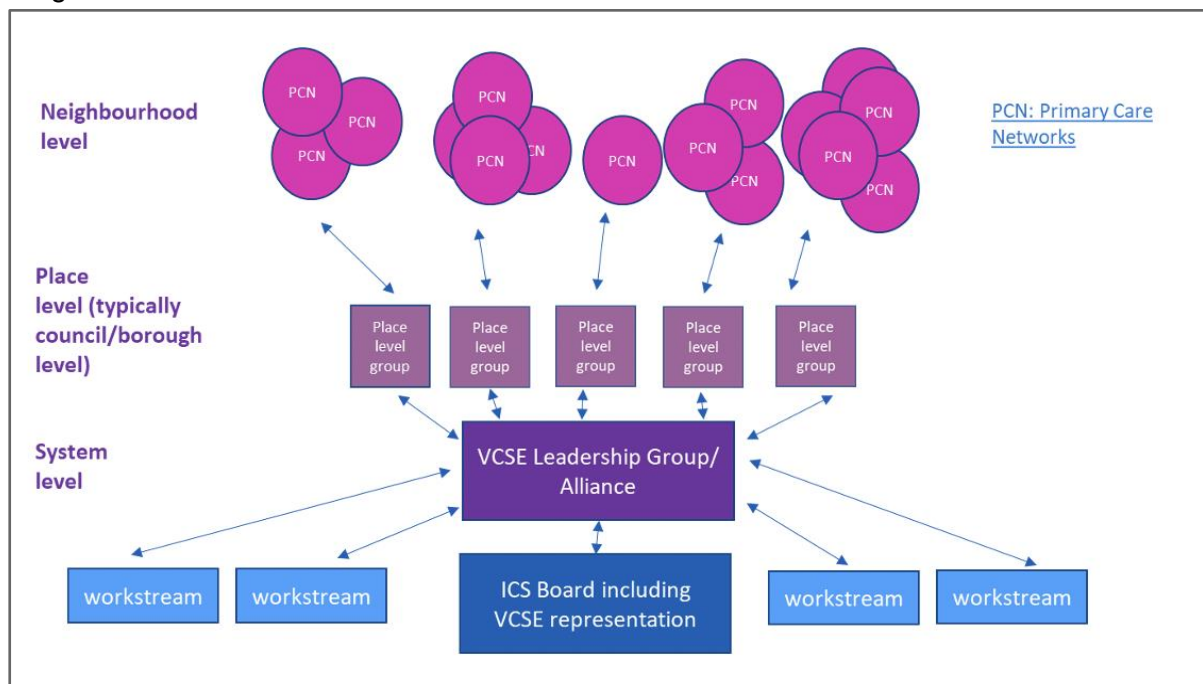 PCN
PCN
PCN
PCN
PCN
PCN
PCN
PCN
PCN
PCN
PCN
PCN
PCN
Neighbourhood
level
PCN: Primary Care
Networks
Place
level (typically
council/borough
level)
Place
level
group
Place
level
group
Place
level
group
Place
level
group
Place
level
group
System
level
VCSE Leadership Group/
Alliance
workstream
workstream
ICS Board including
VCSE representation
workstream
workstream